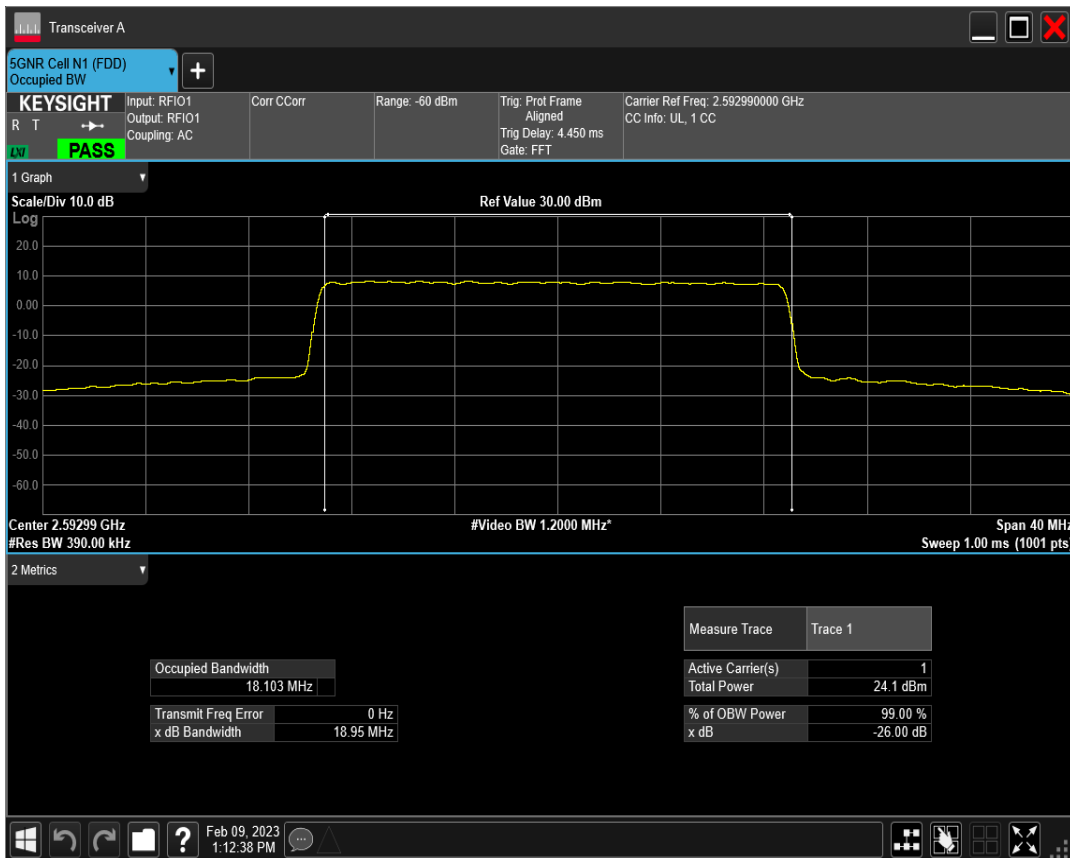 Transceiver A
5GNR Cell N1 (FDD)
Occupied BW
+
KEYSIGHT
R T
LXI
PASS
Input: RFIO1
Output: RFIO1
Coupling: AC
Corr CCorr
Range: -60 dBm
Trig: Prot Frame
Aligned
Trig Delay: 4.450 ms
Gate: FFT
Carrier Ref Freq: 2.592990000 GHz
CC Info: UL, 1 CC
1 Graph
Scale/Div 10.0 dB
Ref Value 30.00 dBm
Log
20.0
10.0
0.00
-10.0
-20.0
-30.0
-40.0
-50.0
-60.0
Center 2.59299 GHz
#Video BW 1.2000 MHz*
Span 40 MHz
#Res BW 390.00 kHz
Sweep 1.00 ms (1001 pts)
2 Metrics
Measure Trace Trace 1
Occupied Bandwidth
18.103 MHz
Active Carrier(s) 1
Total Power 24.1 dBm
Transmit Freq Error 0 Hz
x dB Bandwidth 18.95 MHz
% of OBW Power 99.00 %
x dB -26.00 dB
?
Feb 09, 2023
1:12:38 PM